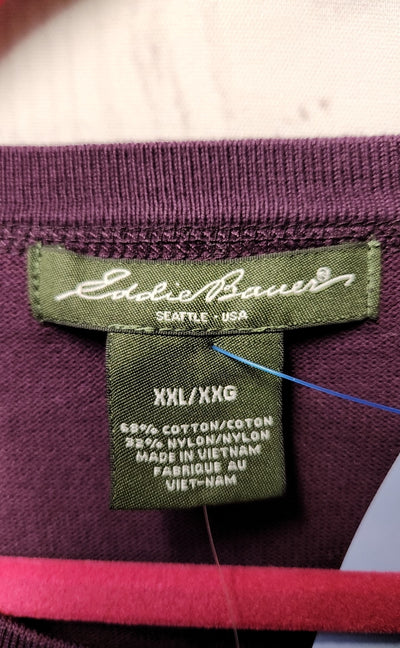 Eddie Bauer®
SEATTLE · USA
XXL/XXG
68% COTTON/COTON
32% NYLON/NYLON
MADE IN VIETNAM
FABRIQUE AU
VIET-NAM